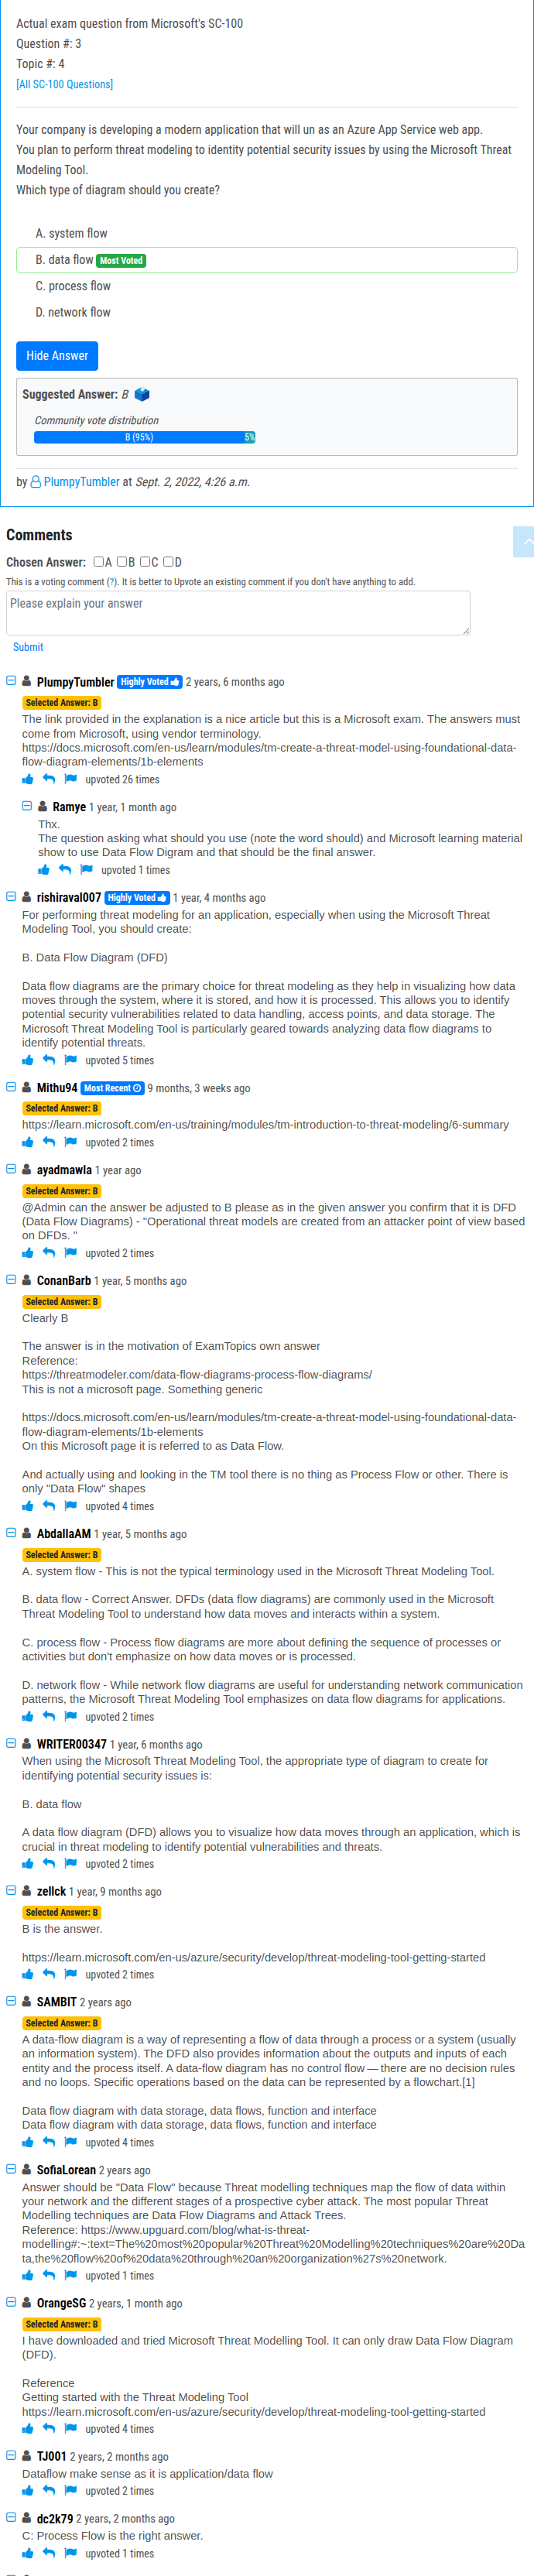 Actual exam question from Microsoft's SC-100
Question #: 3
Topic #: 4
[All SC-100 Questions]
Your company is developing a modern application that will un as an Azure App Service web app.
You plan to perform threat modeling to identity potential security issues by using the Microsoft Threat
Modeling Tool.
Which type of diagram should you create?
A. system flow
B. data flow Most Voted
C. process flow
D. network flow
Hide Answer
Suggested Answer: B
Community vote distribution
B (95%) 5%
by PlumpyTumbler at Sept. 2, 2022, 4:26 a.m.
Comments
Chosen Answer: A B C D
This is a voting comment (?). It is better to Upvote an existing comment if you don't have anything to add.
Please explain your answer
Submit
PlumpyTumbler Highly Voted 2 years, 6 months ago
Selected Answer: B
The link provided in the explanation is a nice article but this is a Microsoft exam. The answers must
come from Microsoft, using vendor terminology.
https://docs.microsoft.com/en-us/learn/modules/tm-create-a-threat-model-using-foundational-data-
flow-diagram-elements/1b-elements
upvoted 26 times
Ramye 1 year, 1 month ago
Thx.
The question asking what should you use (note the word should) and Microsoft learning material
show to use Data Flow Digram and that should be the final answer.
upvoted 1 times
rishiraval007 Highly Voted 1 year, 4 months ago
For performing threat modeling for an application, especially when using the Microsoft Threat
Modeling Tool, you should create:
B. Data Flow Diagram (DFD)
Data flow diagrams are the primary choice for threat modeling as they help in visualizing how data
moves through the system, where it is stored, and how it is processed. This allows you to identify
potential security vulnerabilities related to data handling, access points, and data storage. The
Microsoft Threat Modeling Tool is particularly geared towards analyzing data flow diagrams to
identify potential threats.
upvoted 5 times
Mithu94 Most Recent 9 months, 3 weeks ago
Selected Answer: B
https://learn.microsoft.com/en-us/training/modules/tm-introduction-to-threat-modeling/6-summary
upvoted 2 times
ayadmawla 1 year ago
Selected Answer: B
@Admin can the answer be adjusted to B please as in the given answer you confirm that it is DFD
(Data Flow Diagrams) - "Operational threat models are created from an attacker point of view based
on DFDs. "
upvoted 2 times
ConanBarb 1 year, 5 months ago
Selected Answer: B
Clearly B
The answer is in the motivation of ExamTopics own answer
Reference:
https://threatmodeler.com/data-flow-diagrams-process-flow-diagrams/
This is not a microsoft page. Something generic
https://docs.microsoft.com/en-us/learn/modules/tm-create-a-threat-model-using-foundational-data-
flow-diagram-elements/1b-elements
On this Microsoft page it is referred to as Data Flow.
And actually using and looking in the TM tool there is no thing as Process Flow or other. There is
only "Data Flow" shapes
upvoted 4 times
AbdallaAM 1 year, 5 months ago
Selected Answer: B
A. system flow - This is not the typical terminology used in the Microsoft Threat Modeling Tool.
B. data flow - Correct Answer. DFDs (data flow diagrams) are commonly used in the Microsoft
Threat Modeling Tool to understand how data moves and interacts within a system.
C. process flow - Process flow diagrams are more about defining the sequence of processes or
activities but don't emphasize on how data moves or is processed.
D. network flow - While network flow diagrams are useful for understanding network communication
patterns, the Microsoft Threat Modeling Tool emphasizes on data flow diagrams for applications.
upvoted 2 times
WRITER00347 1 year, 6 months ago
When using the Microsoft Threat Modeling Tool, the appropriate type of diagram to create for
identifying potential security issues is:
B. data flow
A data flow diagram (DFD) allows you to visualize how data moves through an application, which is
crucial in threat modeling to identify potential vulnerabilities and threats.
upvoted 2 times
zellck 1 year, 9 months ago
Selected Answer: B
B is the answer.
https://learn.microsoft.com/en-us/azure/security/develop/threat-modeling-tool-getting-started
upvoted 2 times
SAMBIT 2 years ago
Selected Answer: B
A data-flow diagram is a way of representing a flow of data through a process or a system (usually
an information system). The DFD also provides information about the outputs and inputs of each
entity and the process itself. A data-flow diagram has no control flow — there are no decision rules
and no loops. Specific operations based on the data can be represented by a flowchart.[1]
Data flow diagram with data storage, data flows, function and interface
Data flow diagram with data storage, data flows, function and interface
upvoted 4 times
SofiaLorean 2 years ago
Answer should be "Data Flow" because Threat modelling techniques map the flow of data within
your network and the different stages of a prospective cyber attack. The most popular Threat
Modelling techniques are Data Flow Diagrams and Attack Trees.
Reference: https://www.upguard.com/blog/what-is-threat-
modelling#:~:text=The%20most%20popular%20Threat%20Modelling%20techniques%20are%20Da
ta,the%20flow%20of%20data%20through%20an%20organization%27s%20network.
upvoted 1 times
OrangeSG 2 years, 1 month ago
Selected Answer: B
I have downloaded and tried Microsoft Threat Modelling Tool. It can only draw Data Flow Diagram
(DFD).
Reference
Getting started with the Threat Modeling Tool
https://learn.microsoft.com/en-us/azure/security/develop/threat-modeling-tool-getting-started
upvoted 4 times
TJ001 2 years, 2 months ago
Dataflow make sense as it is application/data flow
upvoted 2 times
dc2k79 2 years, 2 months ago
C: Process Flow is the right answer.
upvoted 1 times